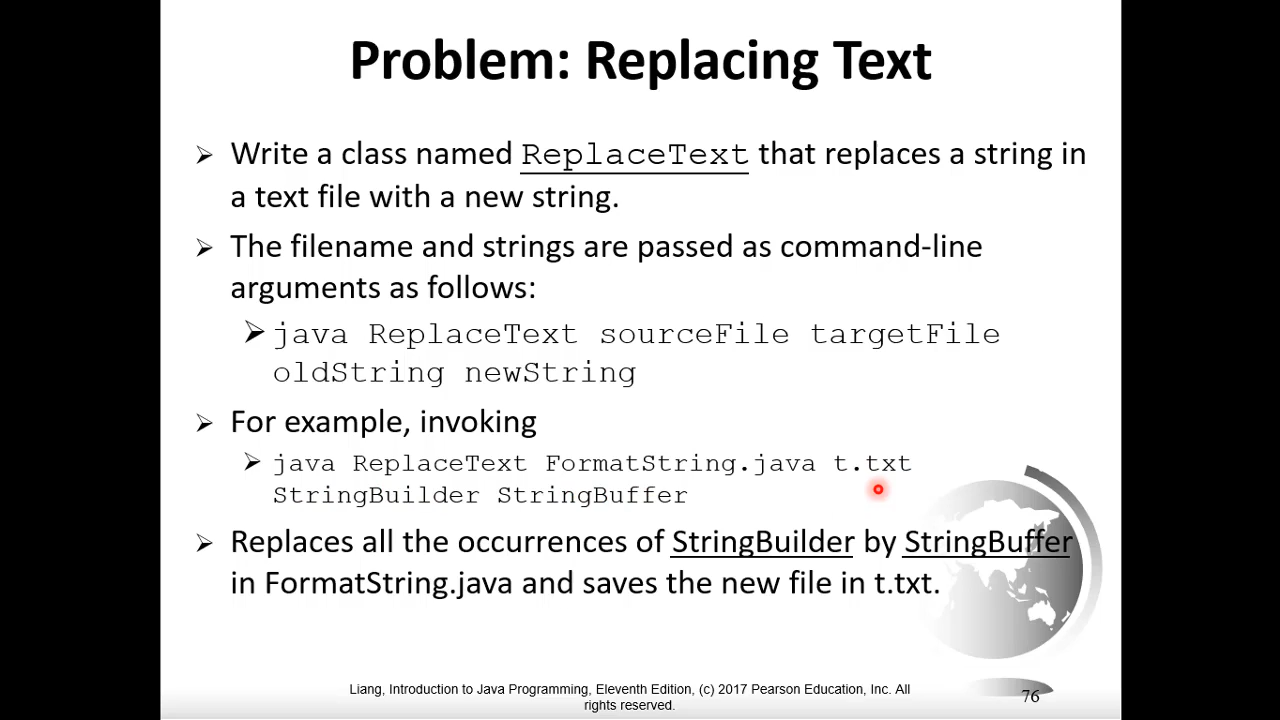 Problem: Replacing Text
Write a class named ReplaceText that replaces a string in
a text file with a new string.
The filename and strings are passed as command-line
arguments as follows:
java ReplaceText sourceFile targetFile
oldString newString
For example, invoking
java ReplaceText FormatString.java t.txt
StringBuilder StringBuffer
Replaces all the occurrences of StringBuilder by StringBuffer
in FormatString.java and saves the new file in t.txt.
Liang, Introduction to Java Programming, Eleventh Edition, (c) 2017 Pearson Education, Inc. All
rights reserved.
76